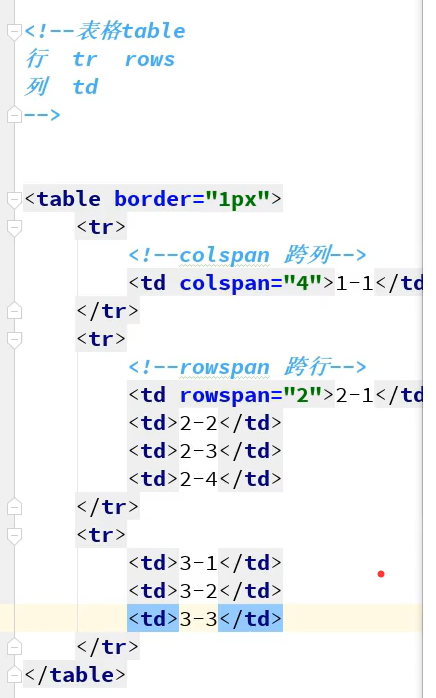 <!--表格table
行  tr  rows
列  td
-->
<table border="1px">
<tr>
<!--colspan 跨列-->
<td colspan="4">1-1</td
</tr>
<tr>
<!--rowspan 跨行-->
<td rowspan="2">2-1</td
<td>2-2</td>
<td>2-3</td>
<td>2-4</td>
</tr>
<tr>
<td>3-1</td>
<td>3-2</td>
<td>3-3</td>
</tr>
</table>